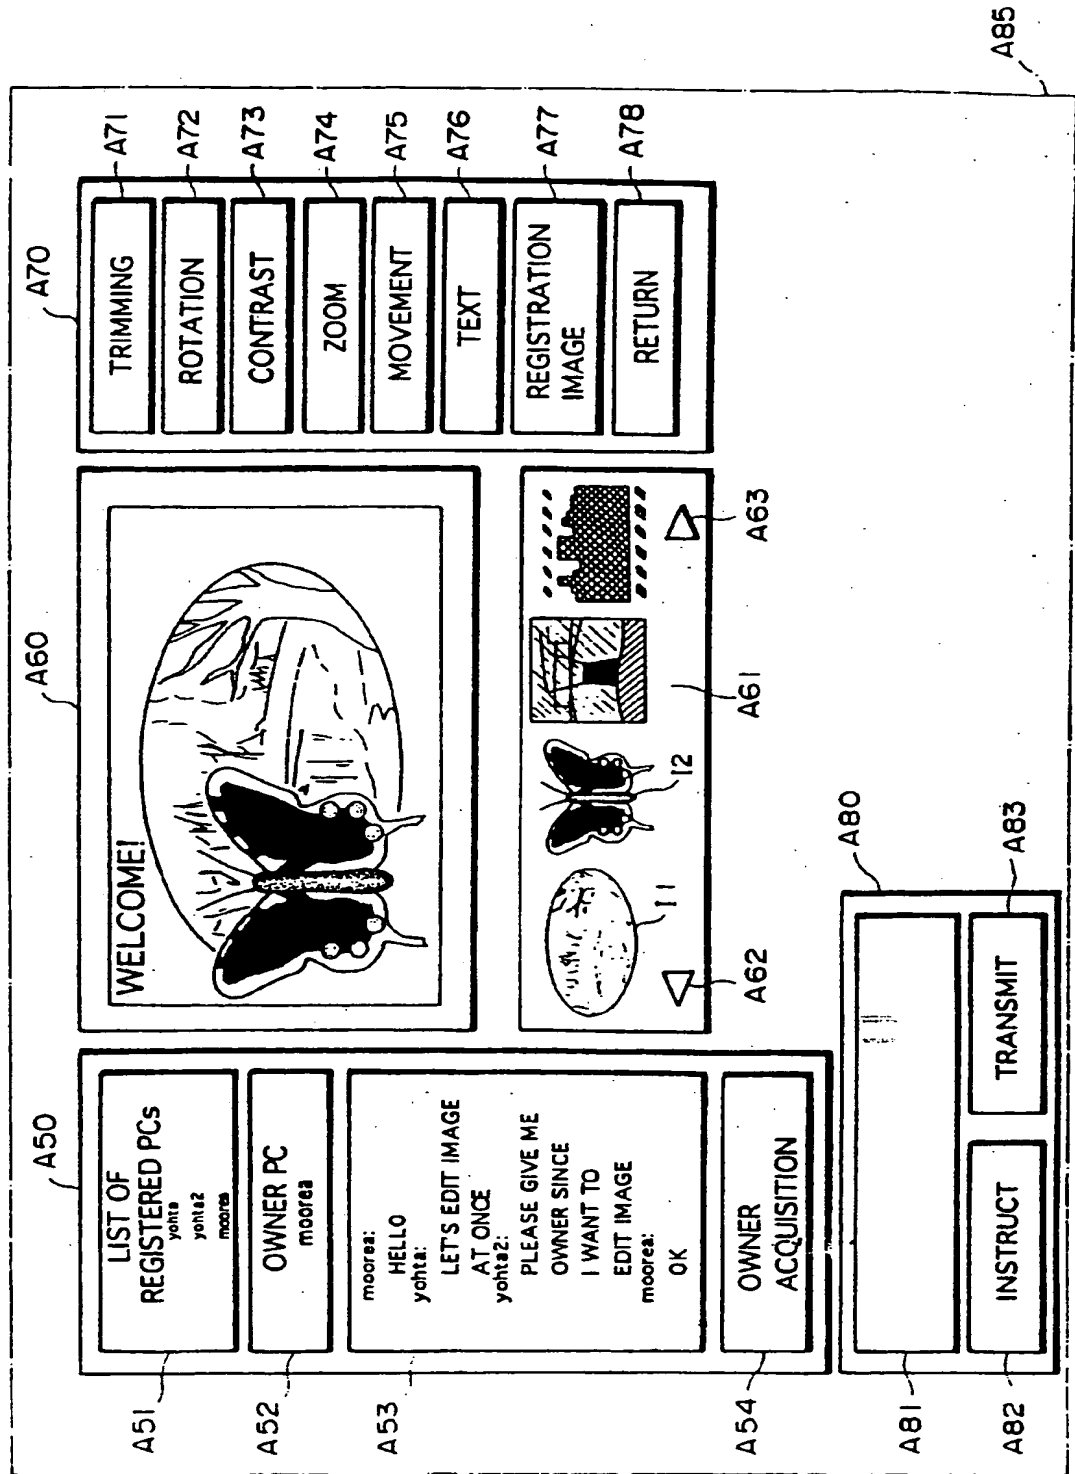 A50
A51
LIST OF
REGISTERED PCs
yohta
yohta2
moorea
A52
OWNER PC
moorea
A53
moorea:
HELLO
yohta:
LET'S EDIT IMAGE
AT ONCE
yohta2:
PLEASE GIVE ME
OWNER SINCE
I WANT TO
EDIT IMAGE
moorea:
OK
A54
OWNER
ACQUISITION
A60
WELCOME!
11
12
A61
A62
A63
A70
TRIMMING
A71
ROTATION
A72
CONTRAST
A73
ZOOM
A74
MOVEMENT
A75
TEXT
A76
REGISTRATION
IMAGE
A77
RETURN
A78
A80
A81
INSTRUCT
A82
TRANSMIT
A83
A85